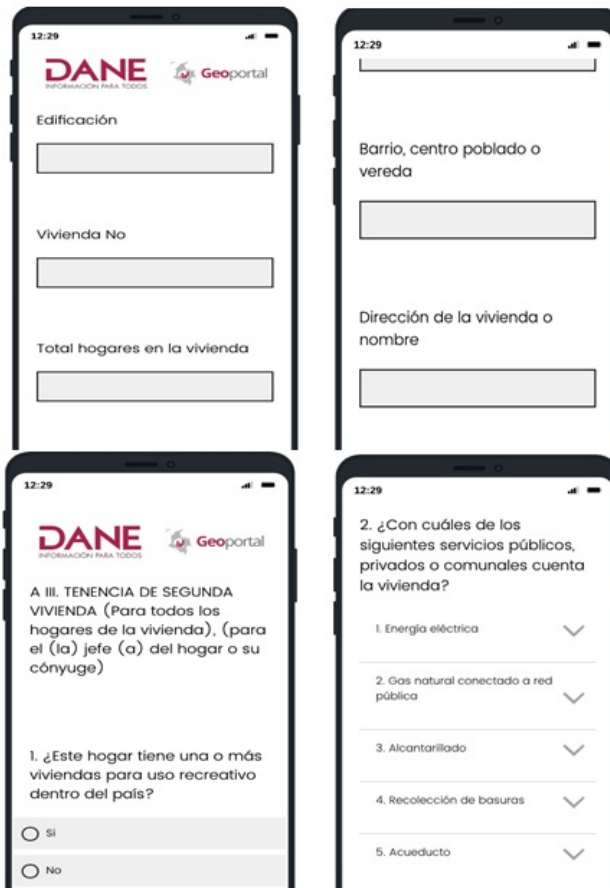 12:29
DANE
INFORMACIÓN PARA TODOS
Geoportal
Edificación
Vivienda No
Total hogares en la vivienda
12:29
Barrio, centro poblado o
vereda
Dirección de la vivienda o
nombre
12:29
DANE
INFORMACIÓN PARA TODOS
Geoportal
A III. TENENCIA DE SEGUNDA
VIVIENDA (Para todos los
hogares de la vivienda), (para
el (la) jefe (a) del hogar o su
cónyuge)
1. ¿Este hogar tiene una o más
viviendas para uso recreativo
dentro del país?
Si
No
12:29
2. ¿Con cuáles de los
siguientes servicios públicos,
privados o comunales cuenta
la vivienda?
1. Energía eléctrica
2. Gas natural conectado a red
pública
3. Alcantarillado
4. Recolección de basuras
5. Acueducto